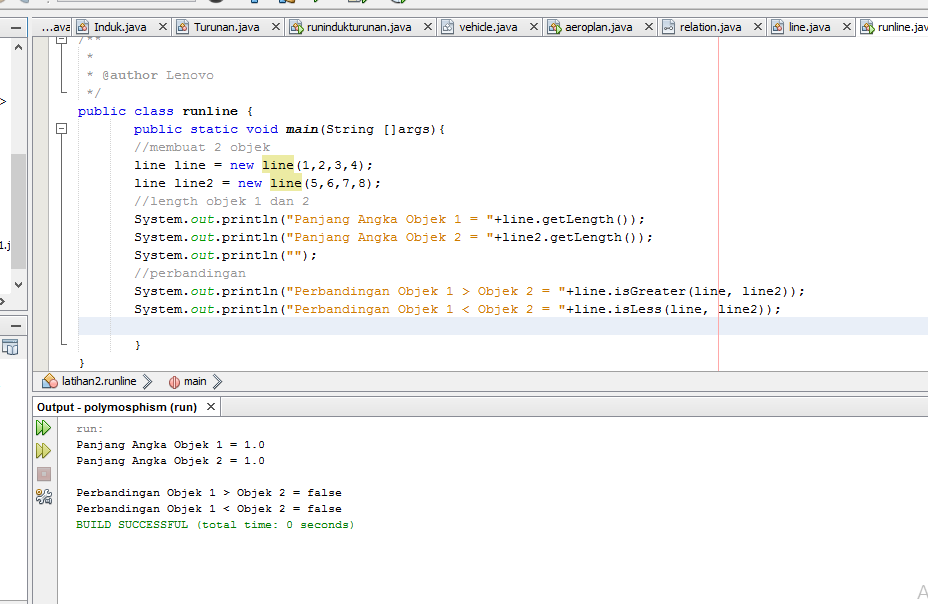 ...ava Induk.java Turunan.java runindukturunan.java vehicle.java aeroplan.java relation.java line.java runline.jav
/**
*
* @author Lenovo
*/
public class runline {
public static void main(String []args){
//membuat 2 objek
line line = new line(1,2,3,4);
line line2 = new line(5,6,7,8);
//length objek 1 dan 2
System.out.println("Panjang Angka Objek 1 = "+line.getLength());
System.out.println("Panjang Angka Objek 2 = "+line2.getLength());
System.out.println("");
//perbandingan
System.out.println("Perbandingan Objek 1 > Objek 2 = "+line.isGreater(line, line2));
System.out.println("Perbandingan Objek 1 < Objek 2 = "+line.isLess(line, line2));
}
}
latihan2.runline main
Output - polymosphism (run)
run:
Panjang Angka Objek 1 = 1.0
Panjang Angka Objek 2 = 1.0
Perbandingan Objek 1 > Objek 2 = false
Perbandingan Objek 1 < Objek 2 = false
BUILD SUCCESSFUL (total time: 0 seconds)